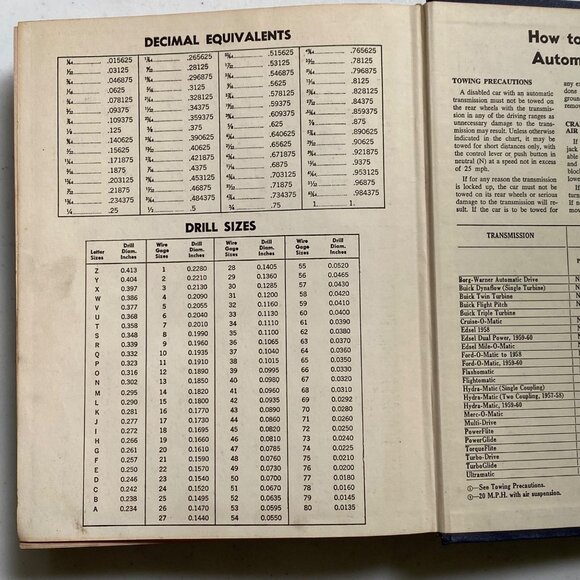 DECIMAL EQUIVALENTS
1/64 .015625 17/64 .265625 33/64 .515625 49/64 .765625
1/32 .03125 9/32 .28125 17/32 .53125 25/32 .78125
3/64 .046875 19/64 .296875 35/64 .546875 51/64 .796875
1/16 .0625 5/16 .3125 9/16 .5625 13/16 .8125
5/64 .078125 21/64 .328125 37/64 .578125 53/64 .828125
3/32 .09375 11/32 .34375 19/32 .59375 27/32 .84375
7/64 .109375 23/64 .359375 39/64 .609375 55/64 .859375
1/8 .125 3/8 .375 5/8 .625 7/8 .875
9/64 .140625 25/64 .390625 41/64 .640625 57/64 .890625
5/32 .15625 13/32 .40625 21/32 .65625 29/32 .90625
11/64 .171875 27/64 .421875 43/64 .671875 59/64 .921875
3/16 .1875 7/16 .4375 11/16 .6875 15/16 .9375
13/64 .203125 29/64 .453125 45/64 .703125 61/64 .953125
7/32 .21875 15/32 .46875 23/32 .71875 31/32 .96875
15/64 .234375 31/64 .484375 47/64 .734375 63/64 .984375
1/4 .25 1/2 .5 3/4 .75 1. 1.
DRILL SIZES
Drill Wire Drill Wire Drill Wire Drill
Letter Diam. Gage Diam. Gage Diam. Gage Diam.
Sizes Inches Sizes Inches Sizes Inches Sizes Inches
Z 0.413 1 0.2280 28 0.1405 55 0.0520
Y 0.404 2 0.2210 29 0.1360 56 0.0465
X 0.397 3 0.2130 30 0.1285 57 0.0430
W 0.386 4 0.2090 31 0.1200 58 0.0420
V 0.377 5 0.2055 32 0.1160 59 0.0410
U 0.368 6 0.2040 33 0.1130 60 0.0400
T 0.358 7 0.2010 34 0.1110 61 0.0390
S 0.348 8 0.1990 35 0.1100 62 0.0380
R 0.339 9 0.1960 36 0.1065 63 0.0370
Q 0.332 10 0.1935 37 0.1040 64 0.0360
P 0.323 11 0.1910 38 0.1015 65 0.0350
O 0.316 12 0.1890 39 0.0995 66 0.0330
N 0.302 13 0.1850 40 0.0980 67 0.0320
M 0.295 14 0.1820 41 0.0960 68 0.0310
L 0.290 15 0.1800 42 0.0935 69 0.0292
K 0.281 16 0.1770 43 0.0890 70 0.0280
J 0.277 17 0.1730 44 0.0860 71 0.0260
I 0.272 18 0.1695 45 0.0820 72 0.0250
H 0.266 19 0.1660 46 0.0810 73 0.0240
G 0.261 20 0.1610 47 0.0785 74 0.0225
F 0.257 21 0.1590 48 0.0760 75 0.0210
E 0.250 22 0.1570 49 0.0730 76 0.0200
D 0.246 23 0.1540 50 0.0700 77 0.0180
C 0.242 24 0.1520 51 0.0670 78 0.0160
B 0.238 25 0.1495 52 0.0635 79 0.0145
A 0.234 26 0.1470 53 0.0595 80 0.0135
27 0.1440 54 0.0550
How to
Autom
TOWING PRECAUTIONS
A disabled car with an automatic
transmission must not be towed on
the rear wheels with the transmis-
sion in any of the driving ranges as
unnecessary damage to the trans-
mission may result. Unless otherwise
indicated in the chart, it may be
towed for short distances only, with
the control lever or push button in
neutral (N) at a speed not in excess
of 25 mph.
If for any reason the transmission
is locked up, the car must not be
towed on its rear wheels or serious
damage to the transmission will re-
sult. If the car is to be towed for
any
done
groun
remov
CRA
AIR
If
jack
and
block
lower
If
turne
If no
may
TRANSMISSION
Borg-Warner Automatic Drive
Buick Dynaflow (Single Turbine)
Buick Twin Turbine
Buick Flight Pitch
Buick Triple Turbine
Cruise-O-Matic
Edsel 1958
Edsel Dual Power, 1959-60
Edsel Mile-O-Matic
Ford-O-Matic to 1958
Ford-O-Matic, 1959-60
Flashomatic
Flightomatic
Hydra-Matic (Single Coupling)
Hydra-Matic (Two Coupling, 1957-58)
Hydra-Matic, 1959-60
Merc-O-Matic
Multi-Drive
PowerFlite
PowerGlide
TorqueFlite
Turbo-Drive
TurboGlide
Ultramatic
①—See Towing Precautions.
②—20 M.P.H. with air suspension.